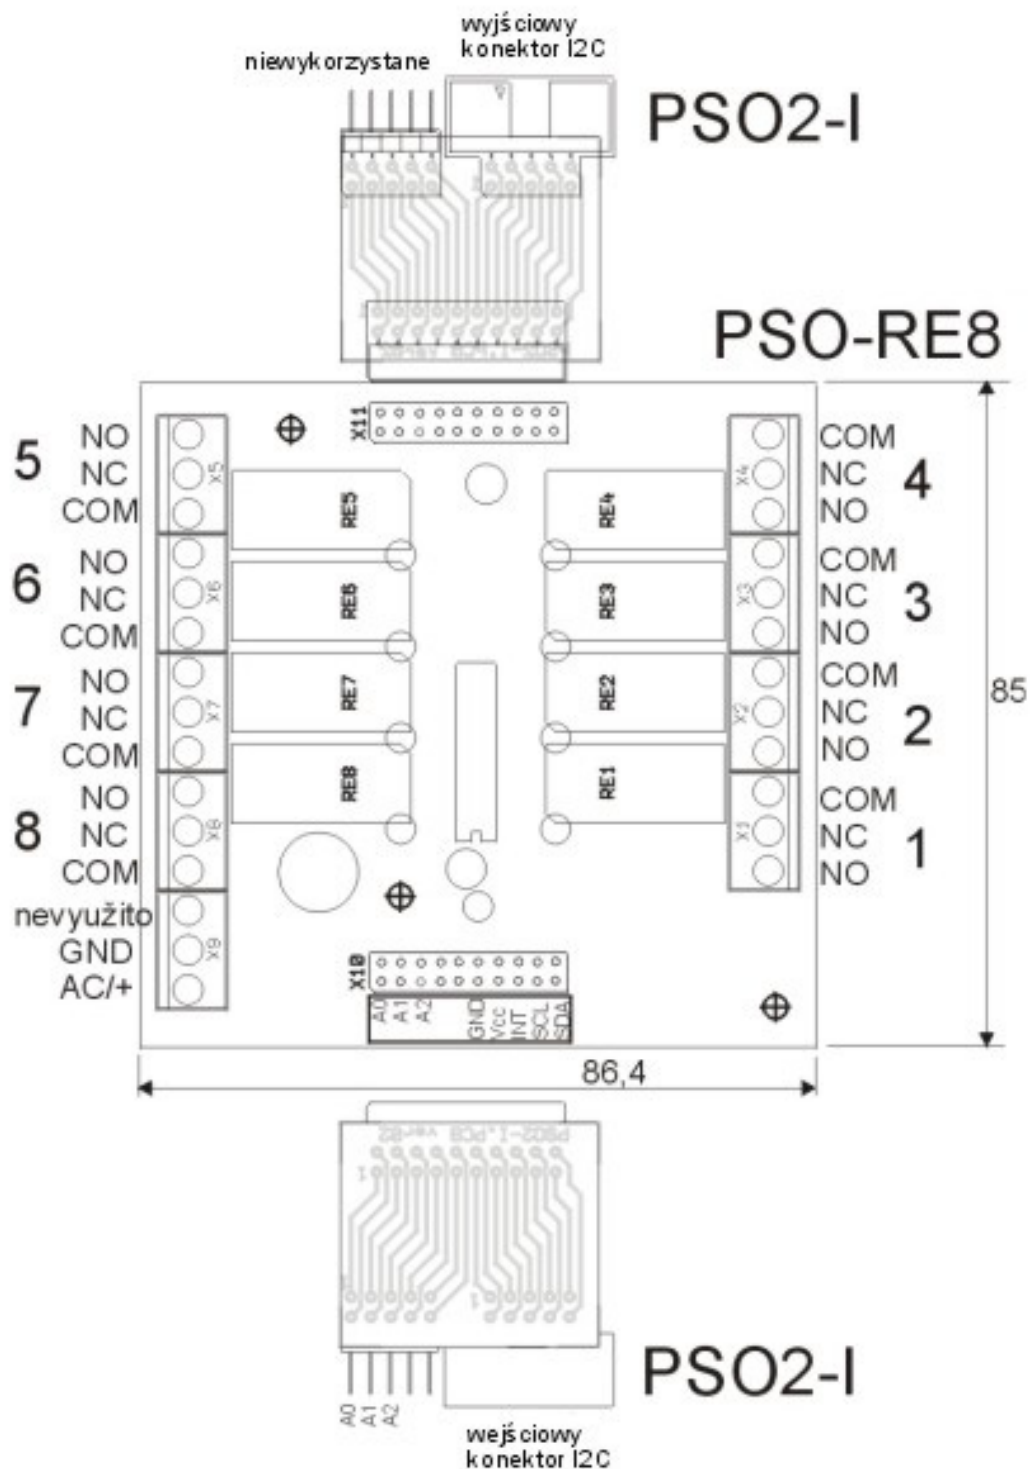 wyjściowy
konektor I2C
niewykorzystane
PSO2-I
PSO-RE8
X11
5
NO
NC
COM
X5
RE5
RE4
X4
COM
NC
NO
4
6
NO
NC
COM
X6
RE6
RE3
X3
COM
NC
NO
3
7
NO
NC
COM
X7
RE7
RE2
X2
COM
NC
NO
2
85
8
NO
NC
COM
X8
RE8
RE1
X1
COM
NC
NO
1
nevyužito
GND
AC/+
X9
X10
A0
A1
A2
GND
Vcc
INT
SCL
SDA
86,4
PSO2-I.PCB ver02
A0
A1
A2
PSO2-I
wejściowy
konektor I2C